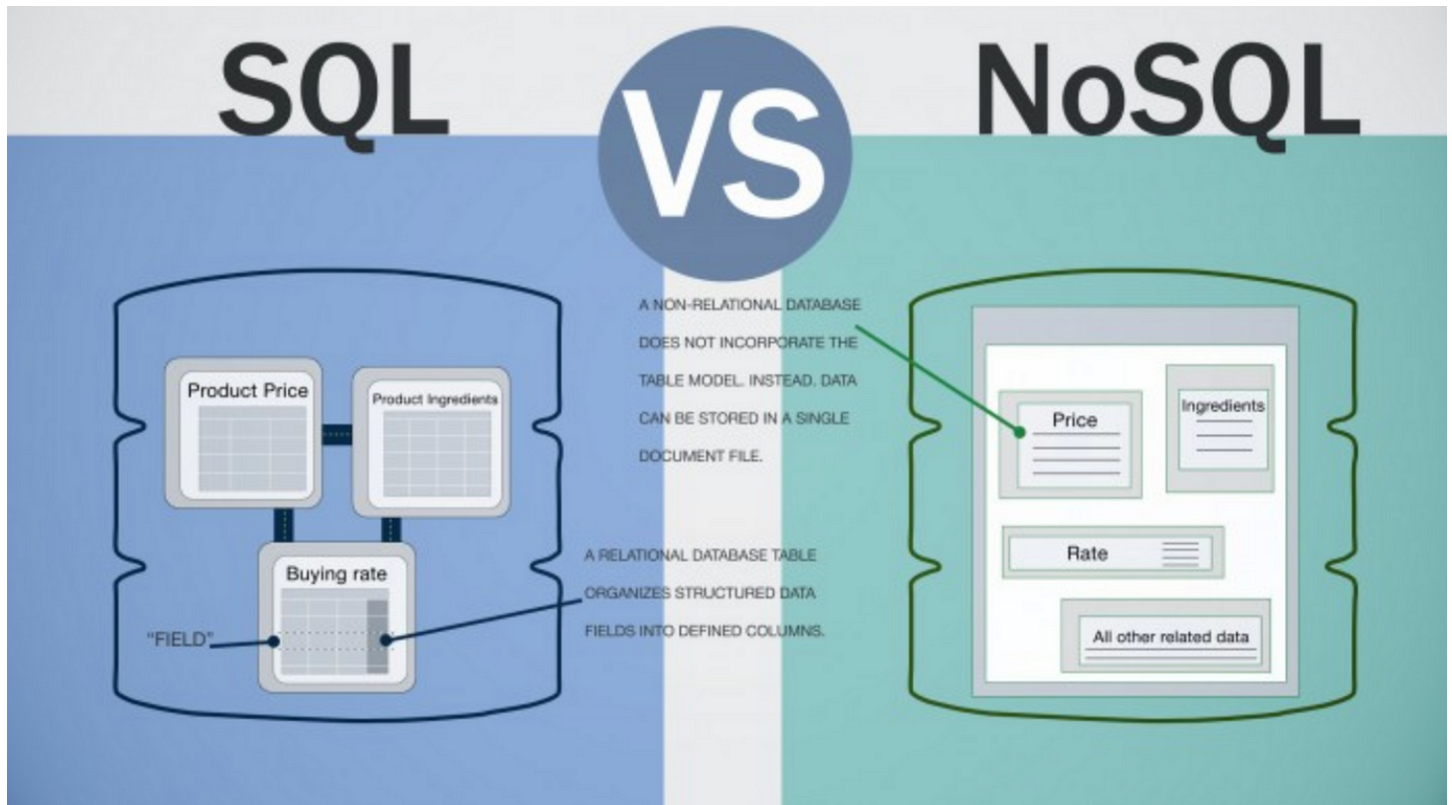 SQL
VS
NoSQL
Product Price
Product Ingredients
Buying rate
"FIELD"
A NON-RELATIONAL DATABASE
DOES NOT INCORPORATE THE
TABLE MODEL. INSTEAD. DATA
CAN BE STORED IN A SINGLE
DOCUMENT FILE.
A RELATIONAL DATABASE TABLE
ORGANIZES STRUCTURED DATA
FIELDS INTO DEFINED COLUMNS.
Price
Ingredients
Rate
All other related data